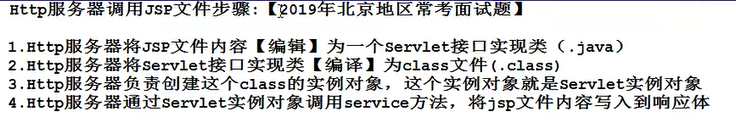 Http服务器调用JSP文件步骤:【2019年北京地区常考面试题】
1.Http服务器将JSP文件内容【编辑】为一个Servlet接口实现类（.java）
2.Http服务器将Servlet接口实现类【编译】为class文件(.class)
3.Http服务器负责创建这个class的实例对象，这个实例对象就是Servlet实例对象
4.Http服务器通过Servlet实例对象调用service方法，将jsp文件内容写入到响应体